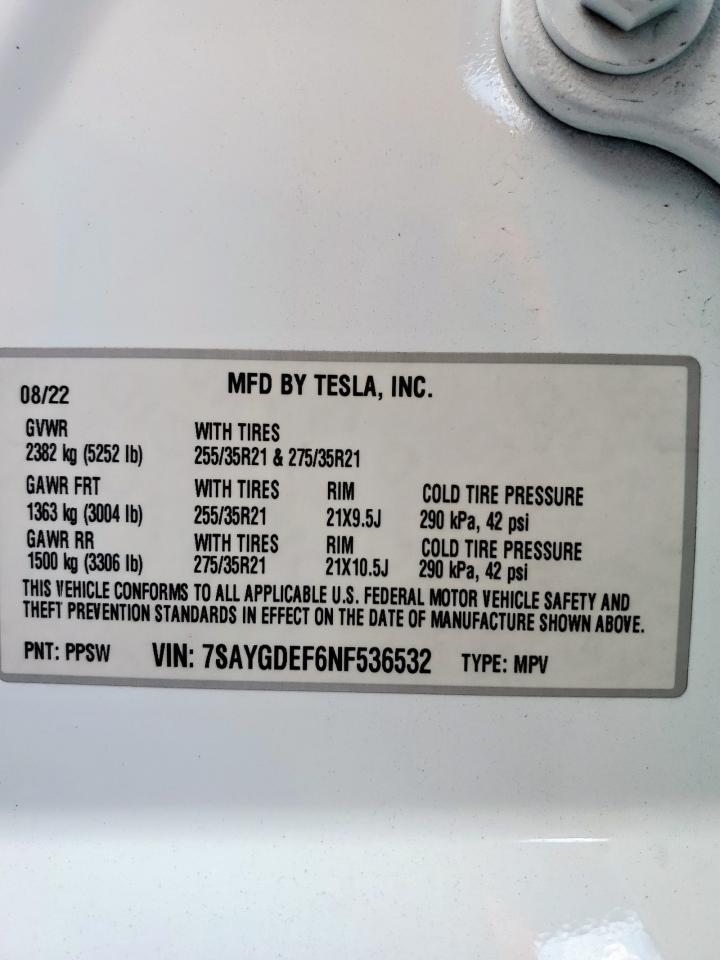 08/22 MFD BY TESLA, INC.
GVWR WITH TIRES
2382 kg (5252 lb) 255/35R21 & 275/35R21
GAWR FRT WITH TIRES RIM COLD TIRE PRESSURE
1363 kg (3004 lb) 255/35R21 21X9.5J 290 kPa, 42 psi
GAWR RR WITH TIRES RIM COLD TIRE PRESSURE
1500 kg (3306 lb) 275/35R21 21X10.5J 290 kPa, 42 psi
THIS VEHICLE CONFORMS TO ALL APPLICABLE U.S. FEDERAL MOTOR VEHICLE SAFETY AND
THEFT PREVENTION STANDARDS IN EFFECT ON THE DATE OF MANUFACTURE SHOWN ABOVE.
PNT: PPSW VIN: 7SAYGDEF6NF536532 TYPE: MPV